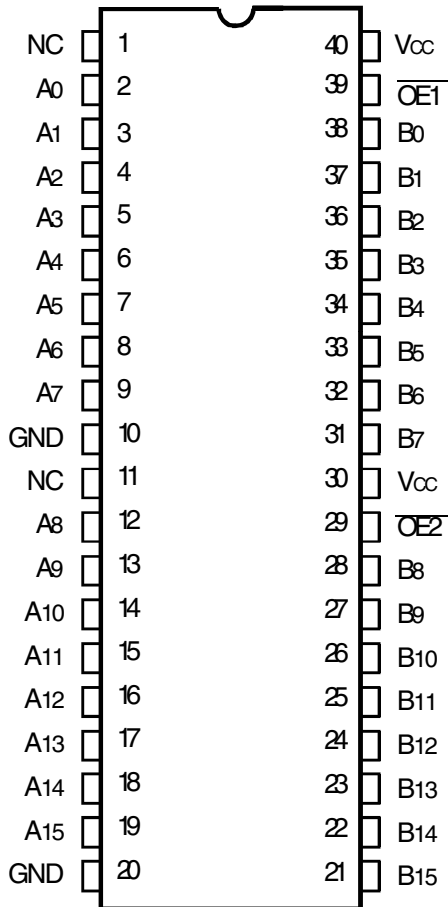 NC 1 40 Vcc
A0 2 39 OE1
A1 3 38 B0
A2 4 37 B1
A3 5 36 B2
A4 6 35 B3
A5 7 34 B4
A6 8 33 B5
A7 9 32 B6
GND 10 31 B7
NC 11 30 Vcc
A8 12 29 OE2
A9 13 28 B8
A10 14 27 B9
A11 15 26 B10
A12 16 25 B11
A13 17 24 B12
A14 18 23 B13
A15 19 22 B14
GND 20 21 B15